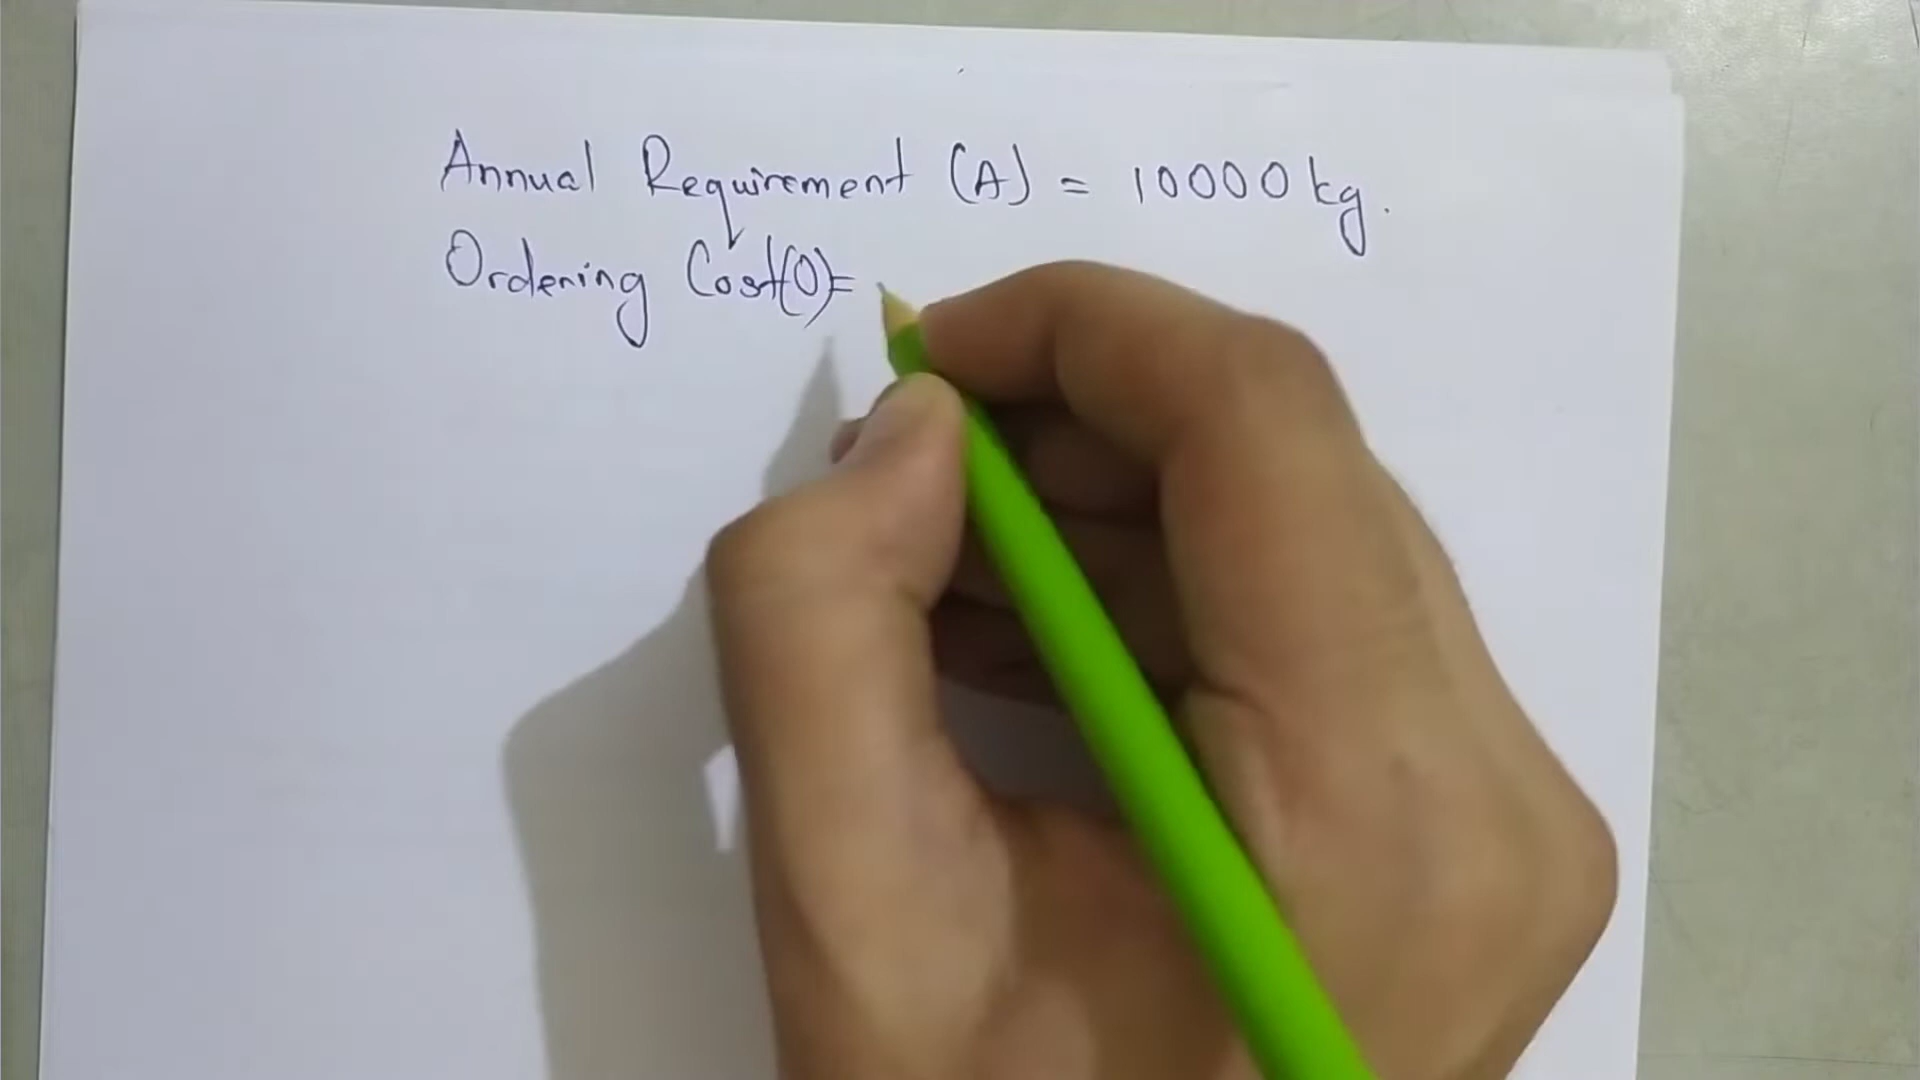 Annual Requirement (A) = 10000 kg.
Ordering Cost(O)=